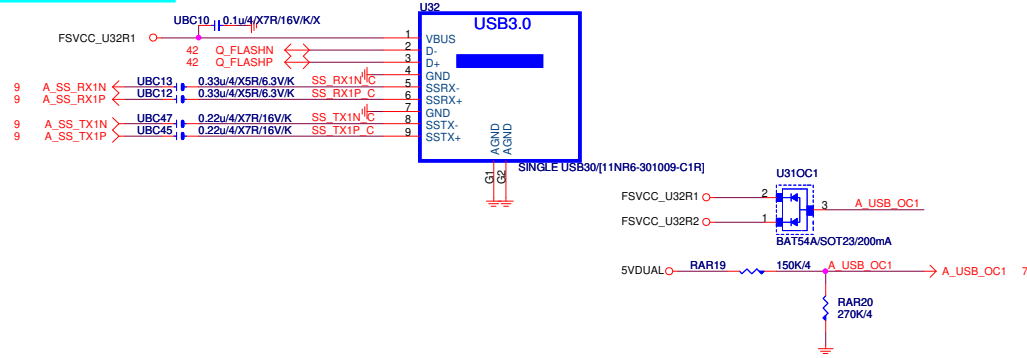 U32
UBC10 0.1u/4/X7R/16V/K/X
USB3.0
FSVCC_U32R1
1 VBUS
42 Q_FLASHN 2 D-
42 Q_FLASHP 3 D+
4 GND
9 A_SS_RX1N UBC13 0.33u/4/X5R/6.3V/K SS_RX1N_C 5 SSRX-
9 A_SS_RX1P UBC12 0.33u/4/X5R/6.3V/K SS_RX1P_C 6 SSRX+
7 GND
9 A_SS_TX1N UBC47 0.22u/4/X7R/16V/K SS_TX1N_C 8 SSTX-
9 A_SS_TX1P UBC45 0.22u/4/X7R/16V/K SS_TX1P_C 9 SSTX+
AGND
AGND
G1
G2
SINGLE USB30/[11NR6-301009-C1R]
U31OC1
FSVCC_U32R1 2
3 A_USB_OC1
FSVCC_U32R2 1
BAT54A/SOT23/200mA
5VDUAL RAR19 150K/4 A_USB_OC1 A_USB_OC1 7
RAR20
270K/4